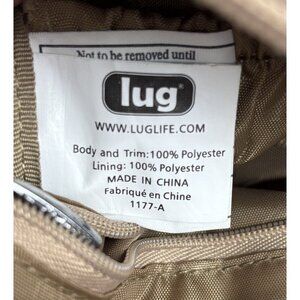 Not to be removed until
lug®
WWW.LUGLIFE.COM
Body and Trim:100% Polyester
Lining: 100% Polyester
MADE IN CHINA
Fabriqué en Chine
1177-A